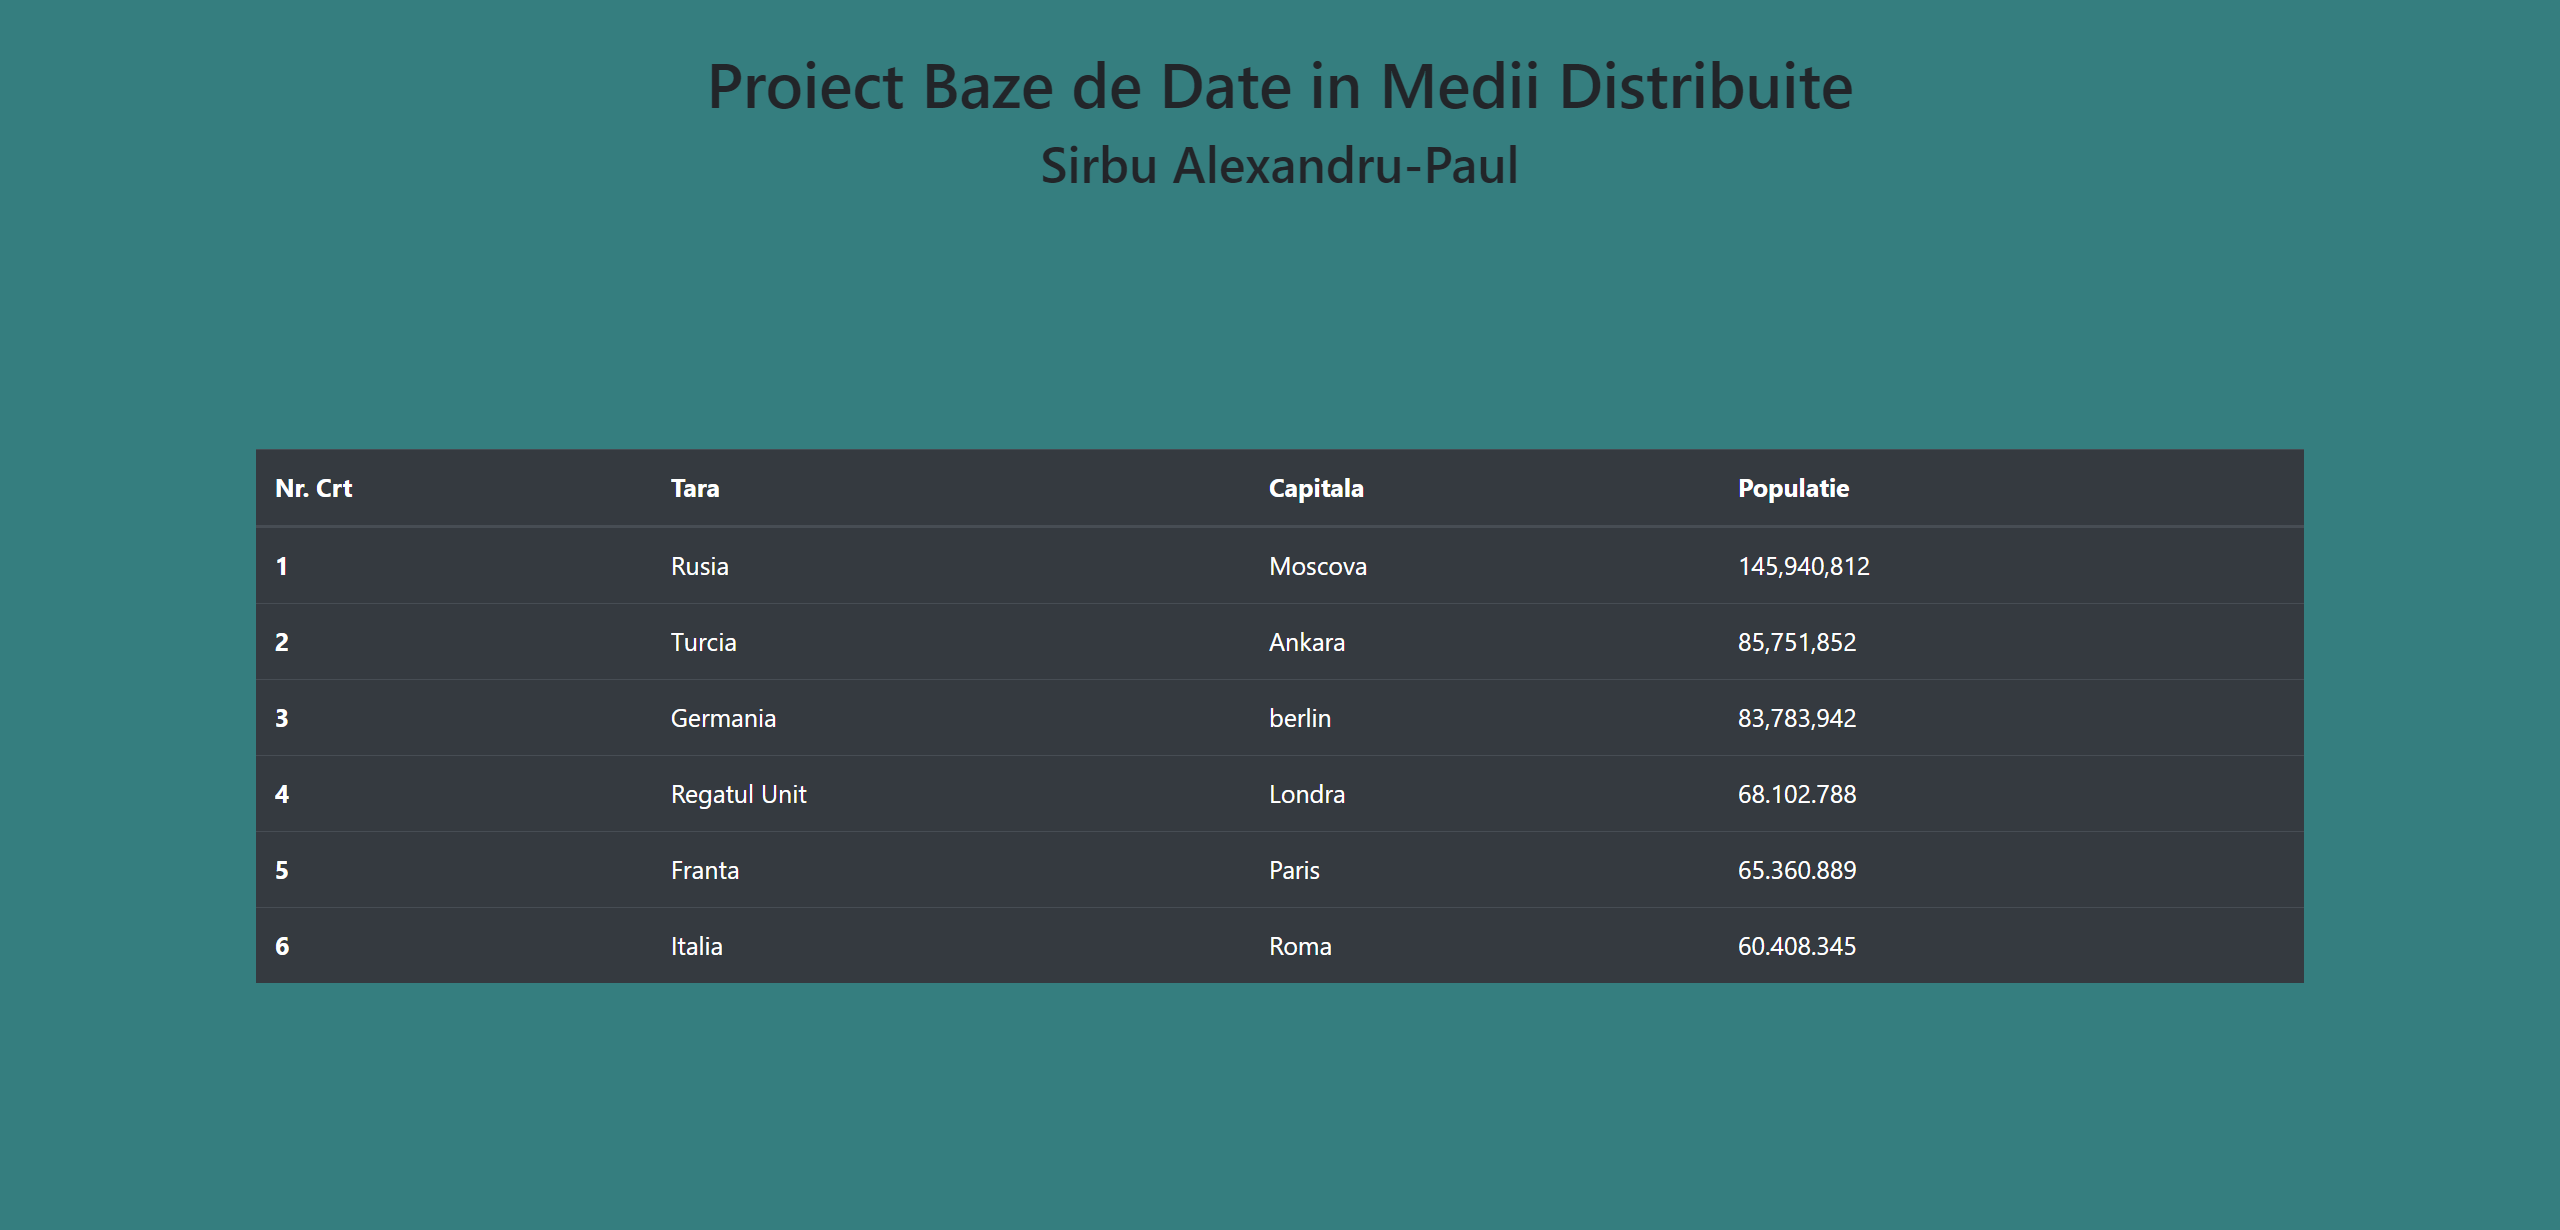 Proiect Baze de Date in Medii Distribuite
Sirbu Alexandru-Paul
Nr. Crt Tara Capitala Populatie
1 Rusia Moscova 145,940,812
2 Turcia Ankara 85,751,852
3 Germania berlin 83,783,942
4 Regatul Unit Londra 68.102.788
5 Franta Paris 65.360.889
6 Italia Roma 60.408.345